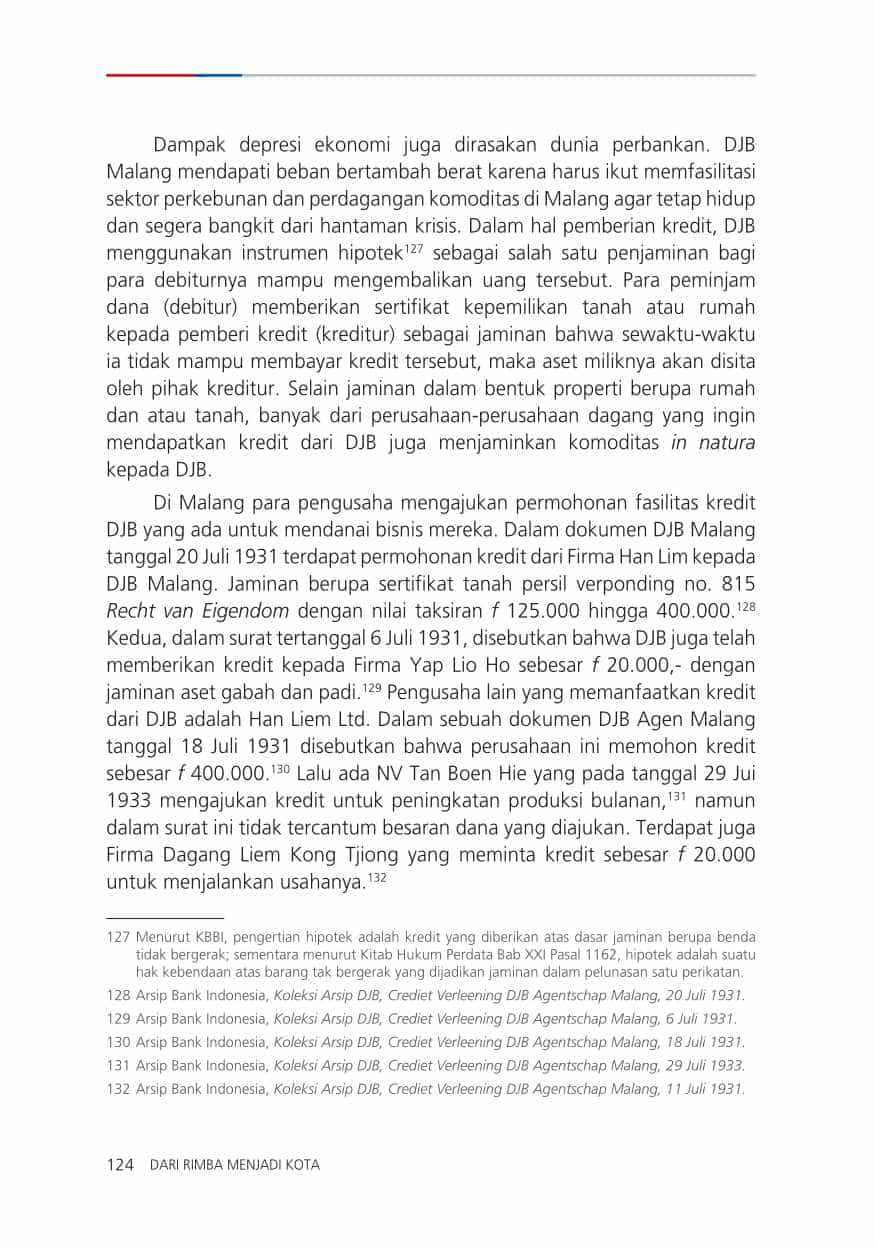 Dampak depresi ekonomi juga dirasakan dunia perbankan. DJB
Malang mendapati beban bertambah berat karena harus ikut memfasilitasi
sektor perkebunan dan perdagangan komoditas di Malang agar tetap hidup
dan segera bangkit dari hantaman krisis. Dalam hal pemberian kredit, DJB
menggunakan instrumen hipotek¹²⁷ sebagai salah satu penjaminan bagi
para debiturnya mampu mengembalikan uang tersebut. Para peminjam
dana (debitur) memberikan sertifikat kepemilikan tanah atau rumah
kepada pemberi kredit (kreditur) sebagai jaminan bahwa sewaktu-waktu
ia tidak mampu membayar kredit tersebut, maka aset miliknya akan disita
oleh pihak kreditur. Selain jaminan dalam bentuk properti berupa rumah
dan atau tanah, banyak dari perusahaan-perusahaan dagang yang ingin
mendapatkan kredit dari DJB juga menjaminkan komoditas in natura
kepada DJB.
Di Malang para pengusaha mengajukan permohonan fasilitas kredit
DJB yang ada untuk mendanai bisnis mereka. Dalam dokumen DJB Malang
tanggal 20 Juli 1931 terdapat permohonan kredit dari Firma Han Lim kepada
DJB Malang. Jaminan berupa sertifikat tanah persil verponding no. 815
Recht van Eigendom dengan nilai taksiran f 125.000 hingga 400.000.¹²⁸
Kedua, dalam surat tertanggal 6 Juli 1931, disebutkan bahwa DJB juga telah
memberikan kredit kepada Firma Yap Lio Ho sebesar f 20.000,- dengan
jaminan aset gabah dan padi.¹²⁹ Pengusaha lain yang memanfaatkan kredit
dari DJB adalah Han Liem Ltd. Dalam sebuah dokumen DJB Agen Malang
tanggal 18 Juli 1931 disebutkan bahwa perusahaan ini memohon kredit
sebesar f 400.000.¹³⁰ Lalu ada NV Tan Boen Hie yang pada tanggal 29 Jui
1933 mengajukan kredit untuk peningkatan produksi bulanan,¹³¹ namun
dalam surat ini tidak tercantum besaran dana yang diajukan. Terdapat juga
Firma Dagang Liem Kong Tjiong yang meminta kredit sebesar f 20.000
untuk menjalankan usahanya.¹³²
127 Menurut KBBI, pengertian hipotek adalah kredit yang diberikan atas dasar jaminan berupa benda
tidak bergerak; sementara menurut Kitab Hukum Perdata Bab XXI Pasal 1162, hipotek adalah suatu
hak kebendaan atas barang tak bergerak yang dijadikan jaminan dalam pelunasan satu perikatan.
128 Arsip Bank Indonesia, Koleksi Arsip DJB, Crediet Verleening DJB Agentschap Malang, 20 Juli 1931.
129 Arsip Bank Indonesia, Koleksi Arsip DJB, Crediet Verleening DJB Agentschap Malang, 6 Juli 1931.
130 Arsip Bank Indonesia, Koleksi Arsip DJB, Crediet Verleening DJB Agentschap Malang, 18 Juli 1931.
131 Arsip Bank Indonesia, Koleksi Arsip DJB, Crediet Verleening DJB Agentschap Malang, 29 Juli 1933.
132 Arsip Bank Indonesia, Koleksi Arsip DJB, Crediet Verleening DJB Agentschap Malang, 11 Juli 1931.
124 DARI RIMBA MENJADI KOTA